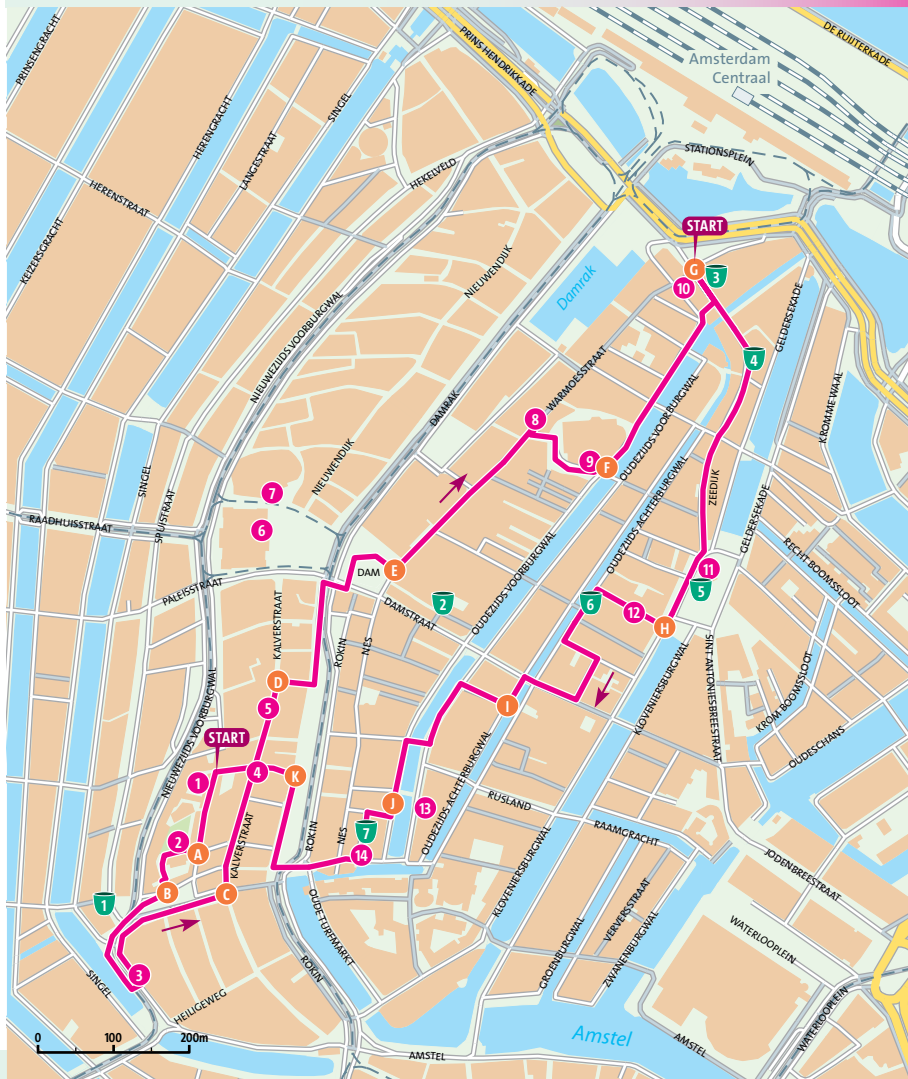 PRINSENGRACHT
HERENGRACHT
LANGESTRAAT
SINGEL
PRINS HENDRIKKADE
DE RUIJTERKADE
Amsterdam
Centraal
STATIONSPLEIN
HEKELVELD
HERENSTRAAT
KEIZERSGRACHT
NIEUWENDIJK
NIEUWEZIJDS VOORBURGWAL
Damrak
START
G
3
10
4
GELDERSEKADE
KROMME WAAL
DAMRAK
WARMOESSTRAAT
8
9
F
OUDEZIJDS VOORBURGWAL
OUDEZIJDS ACHTERBURGWAL
ZEEDIJK
GELDERSEKADE
SINGEL
SPUISTRAAT
NIEUWENDIJK
7
6
RAADHUISSTRAAT
PALEISSTRAAT
DAM
E
DAMSTRAAT
2
OUDEZIJDS VOORBURGWAL
11
5
6
12
H
RECHT BOOMSSLOOT
KROM BOOMSSLOOT
OUDESCHANS
SINT ANTONIESBREESTRAAT
KLOVENIERSBURGWAL
KALVERSTRAAT
ROKIN
NES
D
5
I
NIEUWEZIJDS VOORBURGWAL
START
1
4
K
OUDEZIJDS ACHTERBURGWAL
RUSLAND
RAAMGRACHT
J
13
7
14
NES
ROKIN
KALVERSTRAAT
2
A
B
C
1
3
SINGEL
HEILIGEWEG
OUDE TURFMARKT
ROKIN
KLOVENIERSBURGWAL
GROENBURGWAL
VERVERSSTRAAT
ZWANENBURGWAL
JODENBREESTRAAT
WATERLOOPLEIN
WATERLOOPLEIN
Amstel
AMSTEL
AMSTEL
0 100 200m